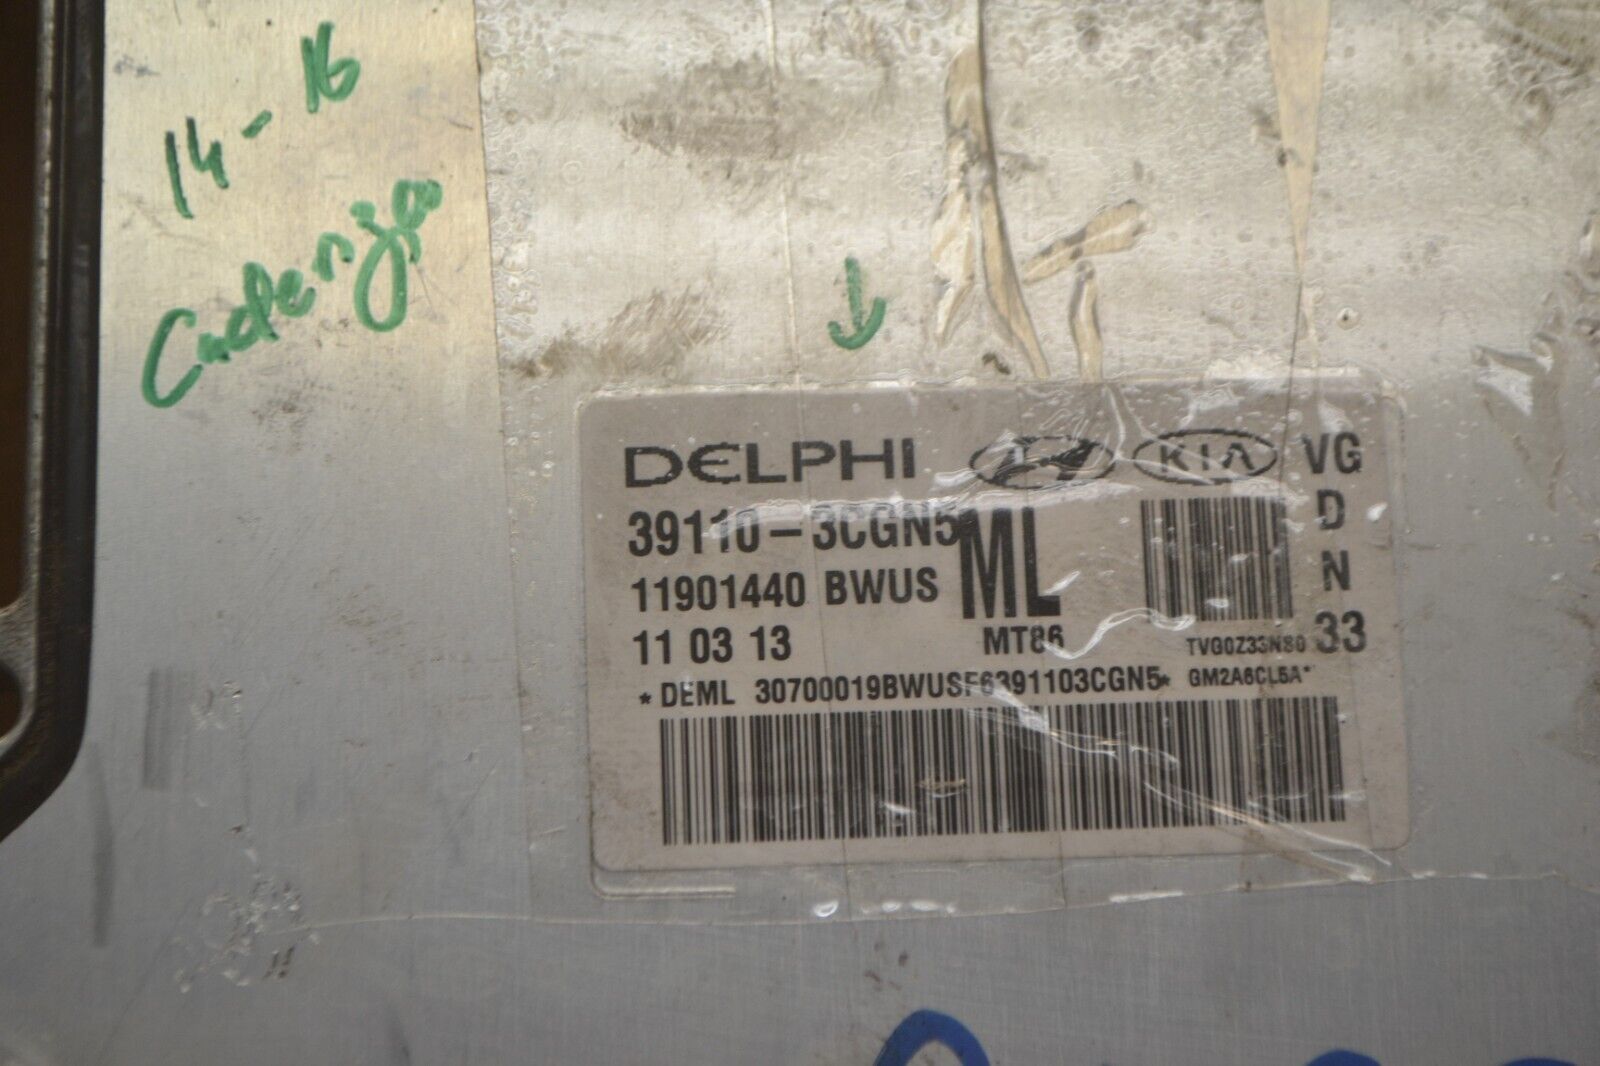 14-16
Cadenza
DELPHI KIA VG
39110-3CGN5 ML D
11901440 BWUS N
11 03 13 MT86 TVG0Z33N80 33
*DEML 30700019BWUSF6391103CGN5* GM2A6CL5A*